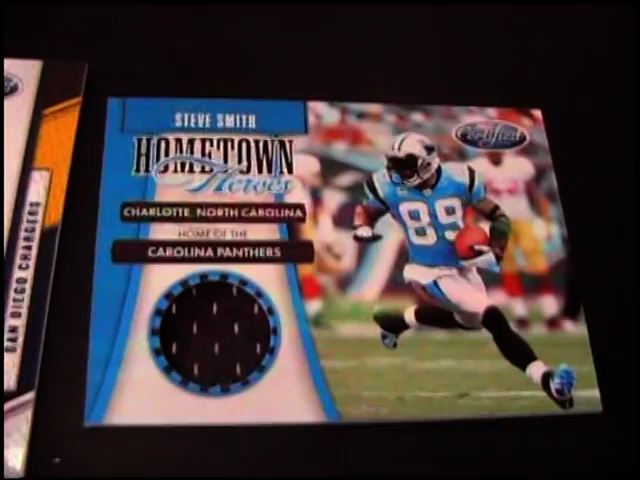 STEVE SMITH
HOMETOWN
Heroes
CHARLOTTE, NORTH CAROLINA
HOME OF THE
CAROLINA PANTHERS
Certified
89
SAN DIEGO CHARGERS